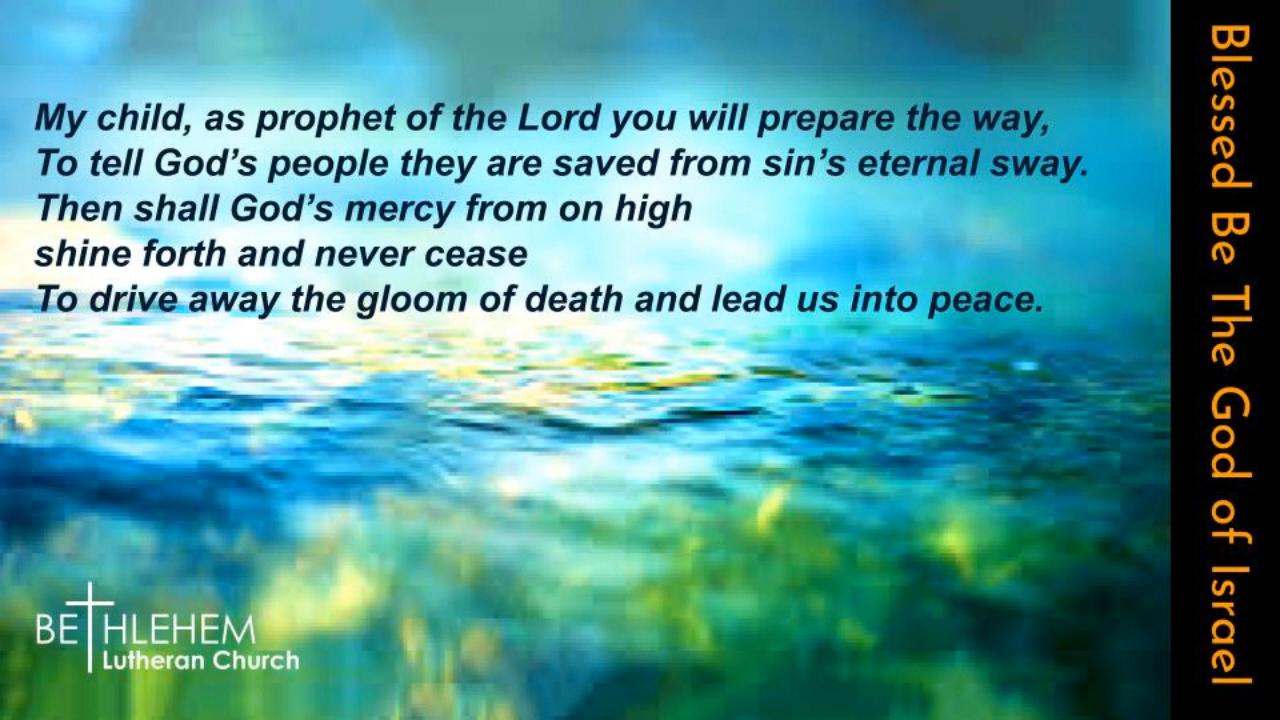 My child, as prophet of the Lord you will prepare the way,
To tell God’s people they are saved from sin’s eternal sway.
Then shall God’s mercy from on high
shine forth and never cease
To drive away the gloom of death and lead us into peace.
BETHLEHEM
Lutheran Church
Blessed Be The God of Israel